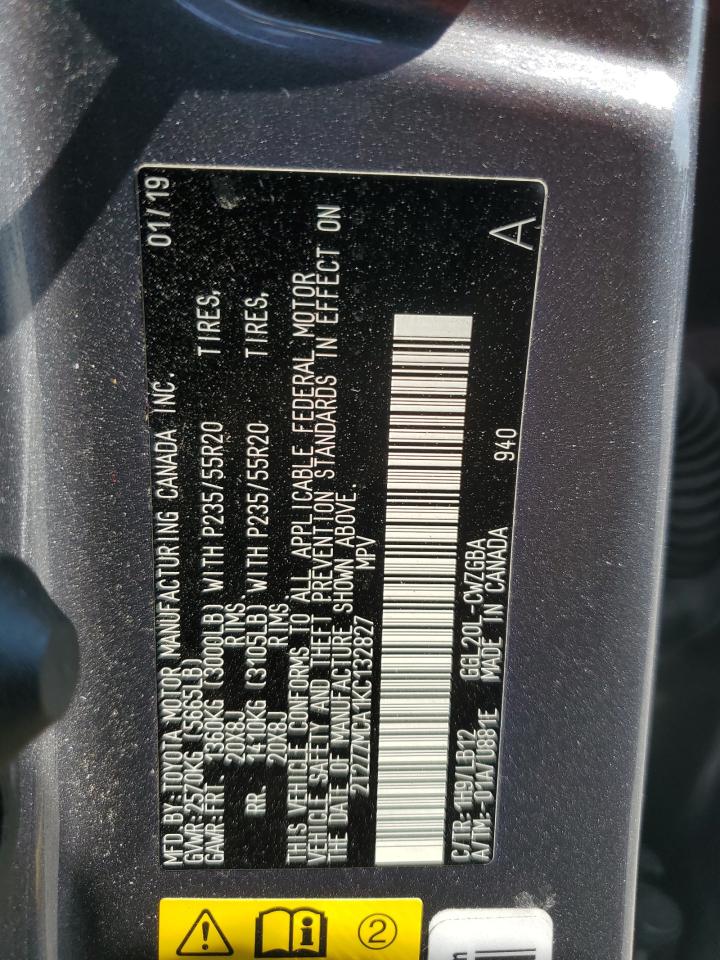 MFD. BY: TOYOTA MOTOR MANUFACTURING CANADA INC. 01/19
GVWR: 2570KG (5665LB)
GAWR: FRT 1360KG (3000LB) WITH P235/55R20 TIRES,
20X8J RIMS
RR. 1410KG (3105LB) WITH P235/55R20 TIRES,
20X8J RIMS
THIS VEHICLE CONFORMS TO ALL APPLICABLE FEDERAL MOTOR
VEHICLE SAFETY AND THEFT PREVENTION STANDARDS IN EFFECT ON
THE DATE OF MANUFACTURE SHOWN ABOVE.
2T2ZZMCA1KC132827 MPV
C/TR: 1H9/LB12 GGL20L-CWZGBA 940 A
A/TM: -01A/U881E MADE IN CANADA
2